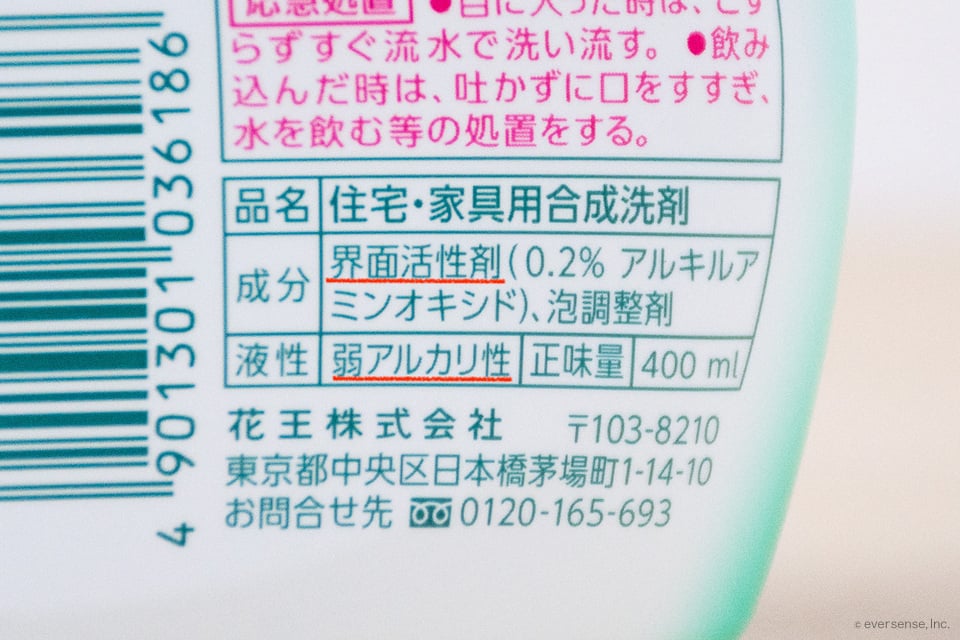 応急処置 ●目に入った時は、こす
らずすぐ流水で洗い流す。 ●飲み
込んだ時は、吐かずに口をすすぎ、
水を飲む等の処置をする。
品名 住宅・家具用合成洗剤
成分 界面活性剤(0.2% アルキルア
ミンオキシド)、泡調整剤
液性 弱アルカリ性 正味量 400 ml
花王株式会社 〒103-8210
東京都中央区日本橋茅場町1-14-10
お問合せ先 0120-165-693
4 901301 036186
© eversense, Inc.